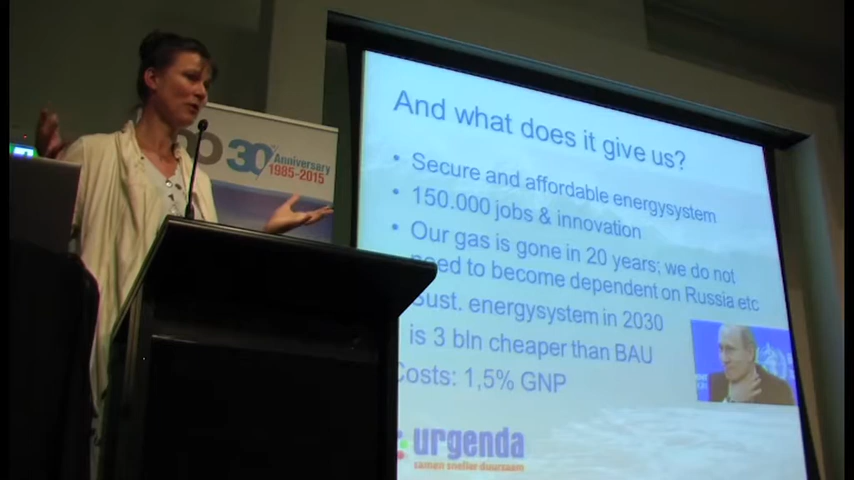 30th Anniversary
1985-2015
And what does it give us?
• Secure and affordable energysystem
• 150.000 jobs & innovation
• Our gas is gone in 20 years; we do not
need to become dependent on Russia etc
Sust. energysystem in 2030
is 3 bln cheaper than BAU
Costs: 1,5% GNP
urgenda
samen sneller duurzaam